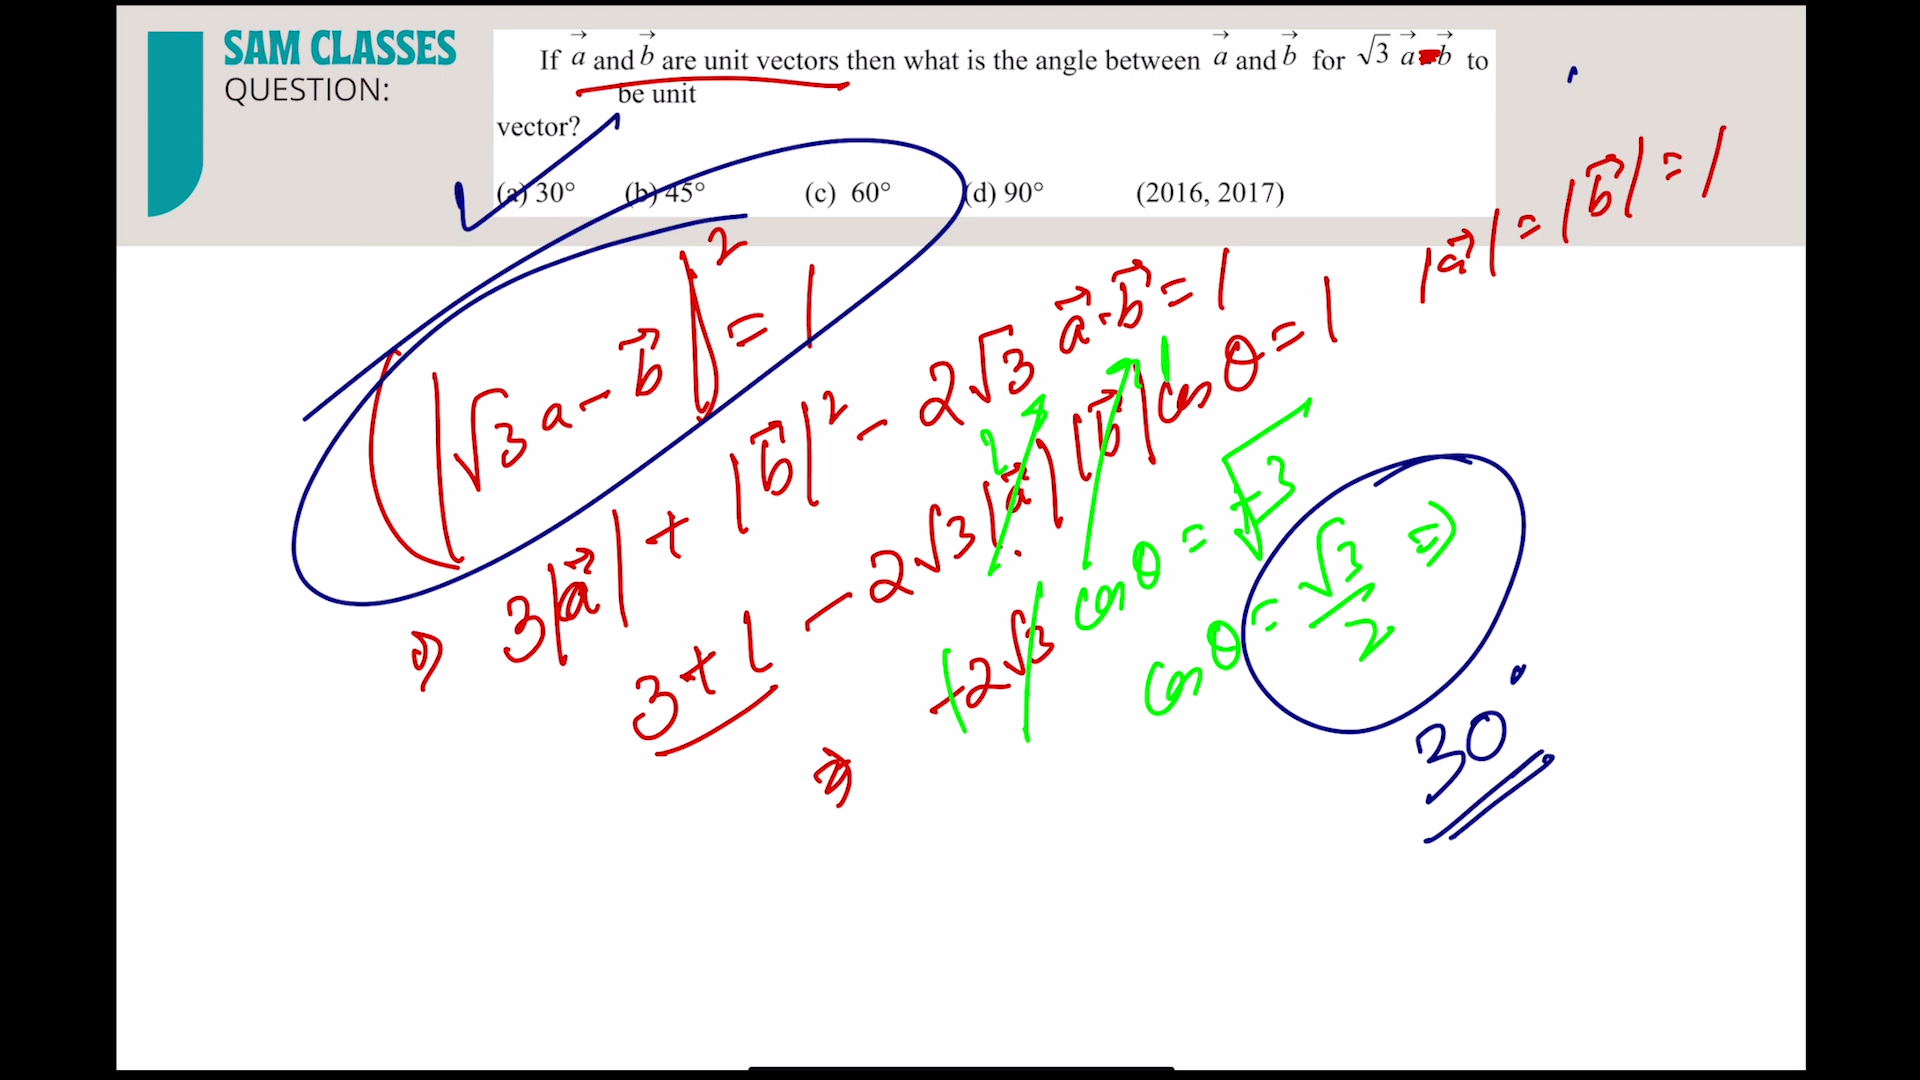 SAM CLASSES
QUESTION:
If a⃗ and b⃗ are unit vectors then what is the angle between a⃗ and b⃗ for √3 a⃗ - b⃗ to
be unit
vector?
(a) 30° (b) 45° (c) 60° (d) 90° (2016, 2017)
|a⃗| = |b⃗| = 1
(|√3 a - b⃗|)² = 1
⇒ 3|a⃗| + |b⃗|² - 2√3 a⃗·b⃗ = 1
3+1 - 2√3 |a⃗| |b⃗| cos θ = 1
⇒ -2√3 cos θ = -3
cos θ = √3/2 ⇒
30°